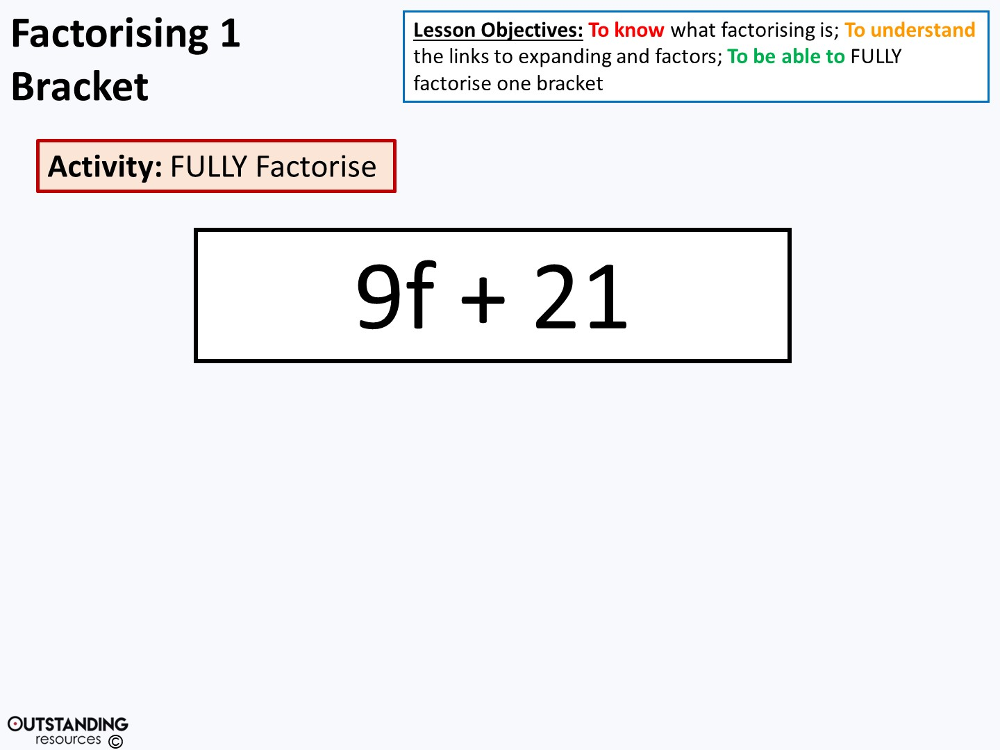 Factorising 1
Bracket
Lesson Objectives: To know what factorising is; To understand
the links to expanding and factors; To be able to FULLY
factorise one bracket
Activity: FULLY Factorise
9f + 21
OUTSTANDING
resources ©